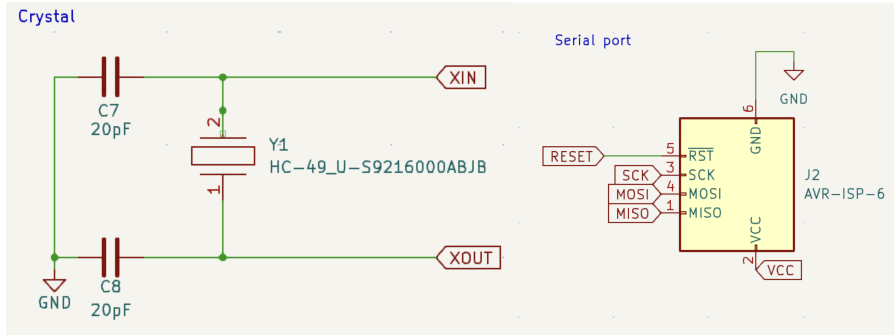 Crystal
C7
20pF
XIN
2
Y1
HC-49_U-S9216000ABJB
1
XOUT
GND
C8
20pF
Serial port
GND
6
GND
RESET
5
RST
SCK
3
SCK
MOSI
4
MOSI
MISO
1
MISO
J2
AVR-ISP-6
VCC
2
VCC